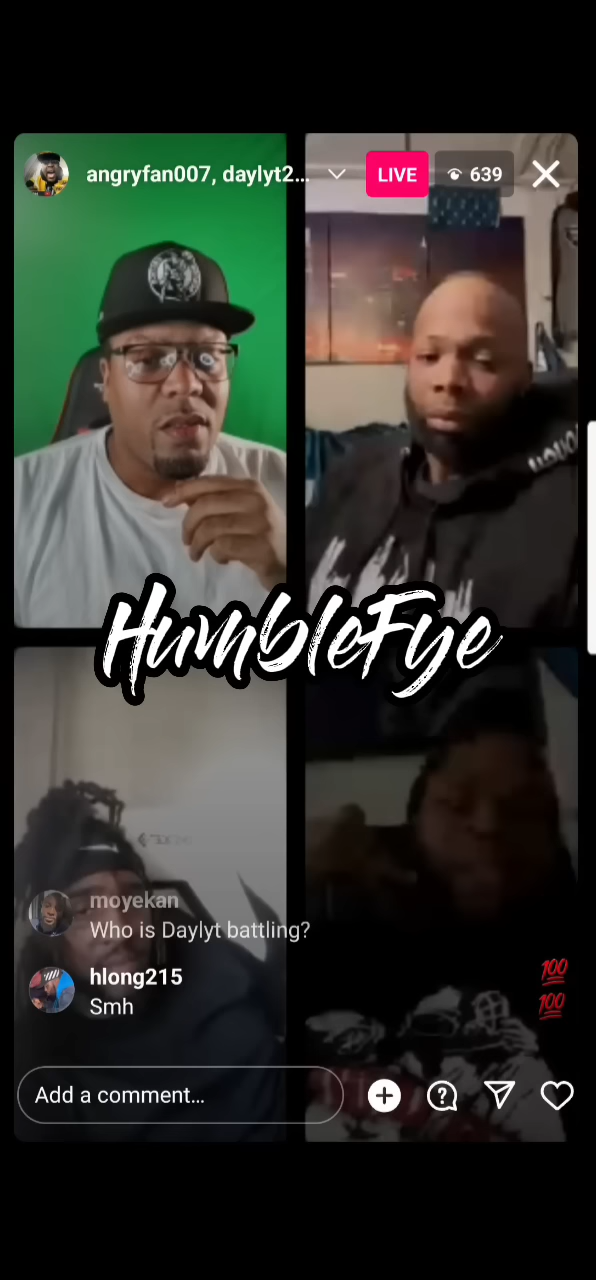 angryfan007, daylyt2...
LIVE
639
HumbleFye
moyekan
Who is Daylyt battling?
hlong215
Smh
💯
💯
Add a comment...